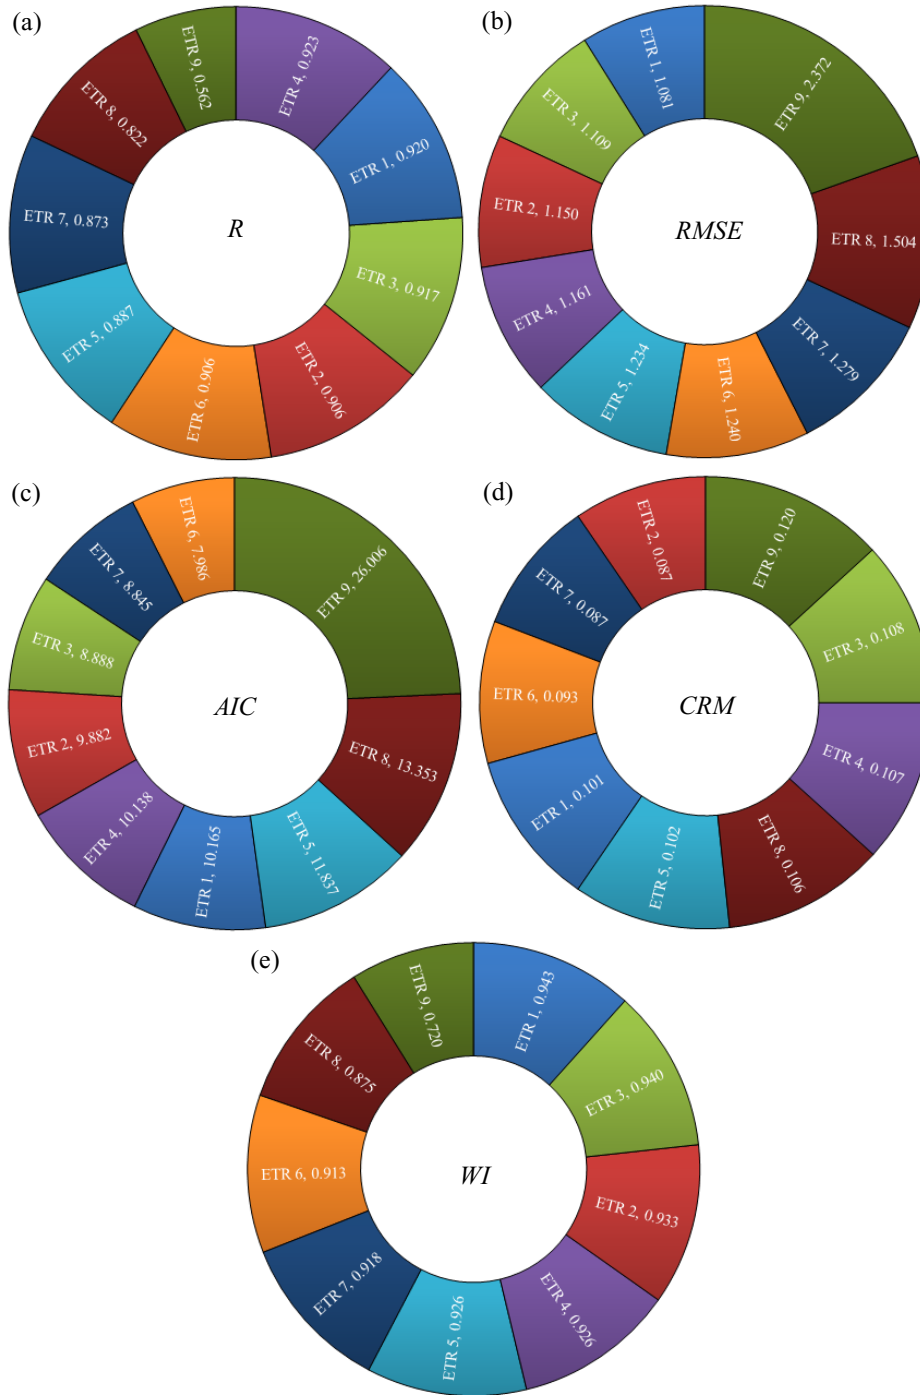 (a)
ETR 4, 0.923
ETR 1, 0.920
ETR 3, 0.917
ETR 2, 0.906
ETR 6, 0.906
ETR 5, 0.887
ETR 7, 0.873
ETR 8, 0.822
ETR 9, 0.562
R
(b)
ETR 9, 2.372
ETR 8, 1.504
ETR 7, 1.279
ETR 6, 1.240
ETR 5, 1.234
ETR 4, 1.161
ETR 2, 1.150
ETR 3, 1.109
ETR 1, 1.081
RMSE
(c)
ETR 9, 26.006
ETR 8, 13.353
ETR 5, 11.837
ETR 1, 10.165
ETR 4, 10.138
ETR 2, 9.882
ETR 3, 8.888
ETR 7, 8.845
ETR 6, 7.986
AIC
(d)
ETR 9, 0.120
ETR 3, 0.108
ETR 4, 0.107
ETR 8, 0.106
ETR 5, 0.102
ETR 1, 0.101
ETR 6, 0.093
ETR 7, 0.087
ETR 2, 0.087
CRM
(e)
ETR 1, 0.943
ETR 3, 0.940
ETR 2, 0.933
ETR 4, 0.926
ETR 5, 0.926
ETR 7, 0.918
ETR 6, 0.913
ETR 8, 0.875
ETR 9, 0.720
WI